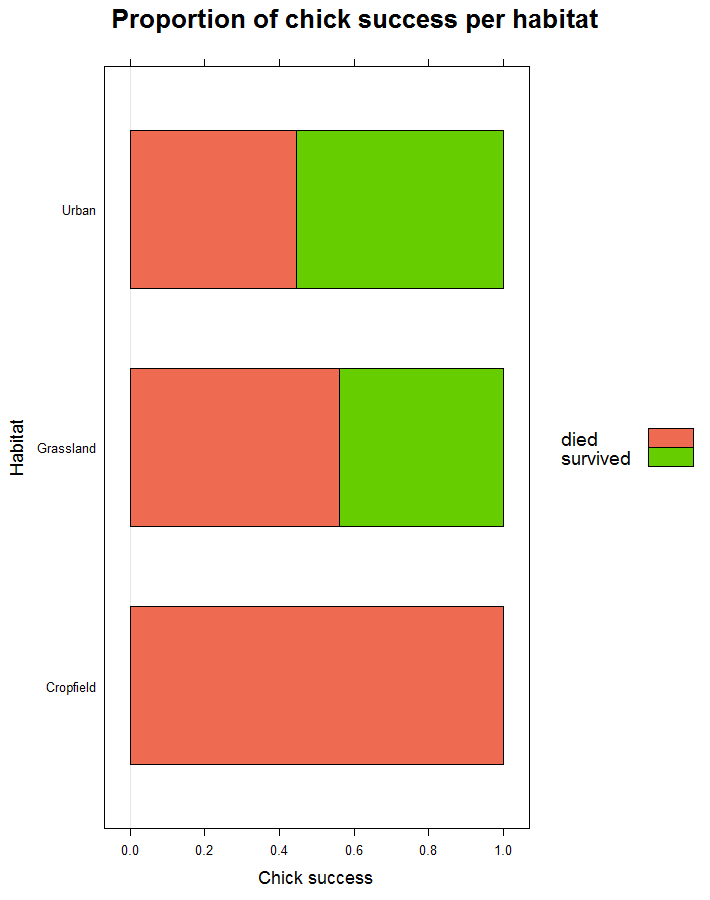 Proportion of chick success per habitat
Urban
Grassland
Cropfield
Habitat
0.0 0.2 0.4 0.6 0.8 1.0
Chick success
died
survived